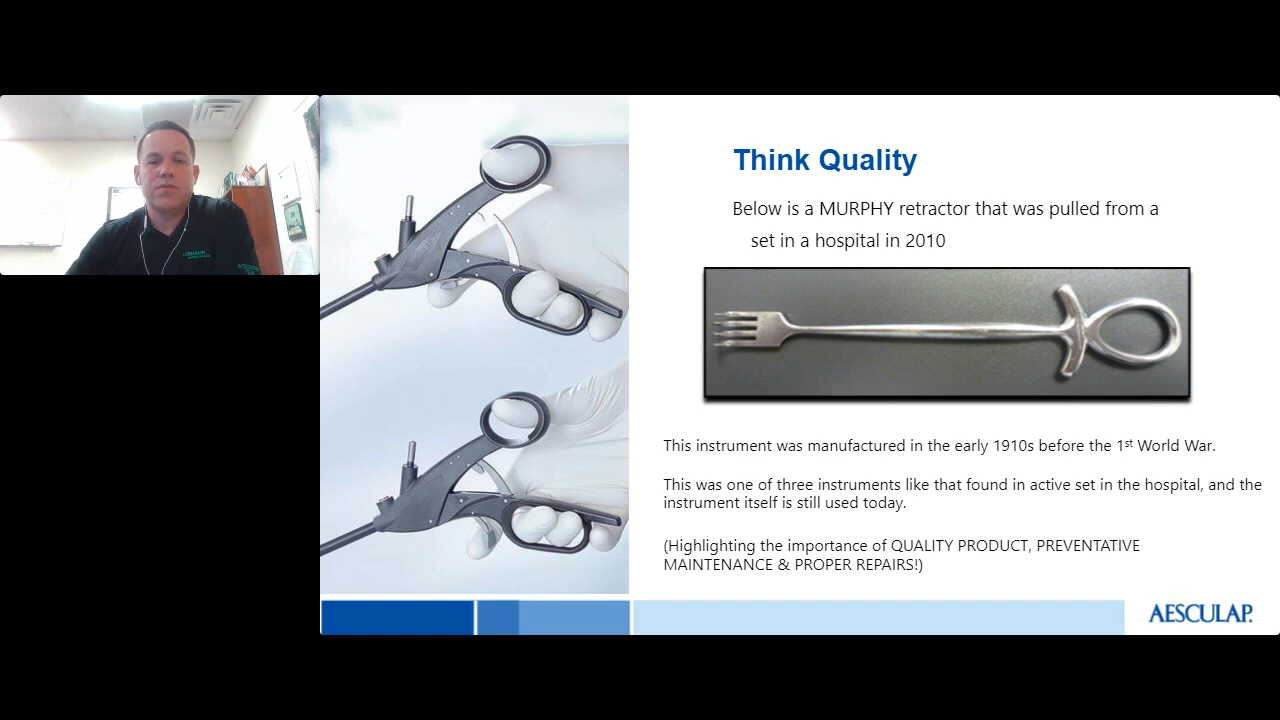 Think Quality
Below is a MURPHY retractor that was pulled from a
set in a hospital in 2010
This instrument was manufactured in the early 1910s before the 1st World War.
This was one of three instruments like that found in active set in the hospital, and the
instrument itself is still used today.
(Highlighting the importance of QUALITY PRODUCT, PREVENTATIVE
MAINTENANCE & PROPER REPAIRS!)
AESCULAP.